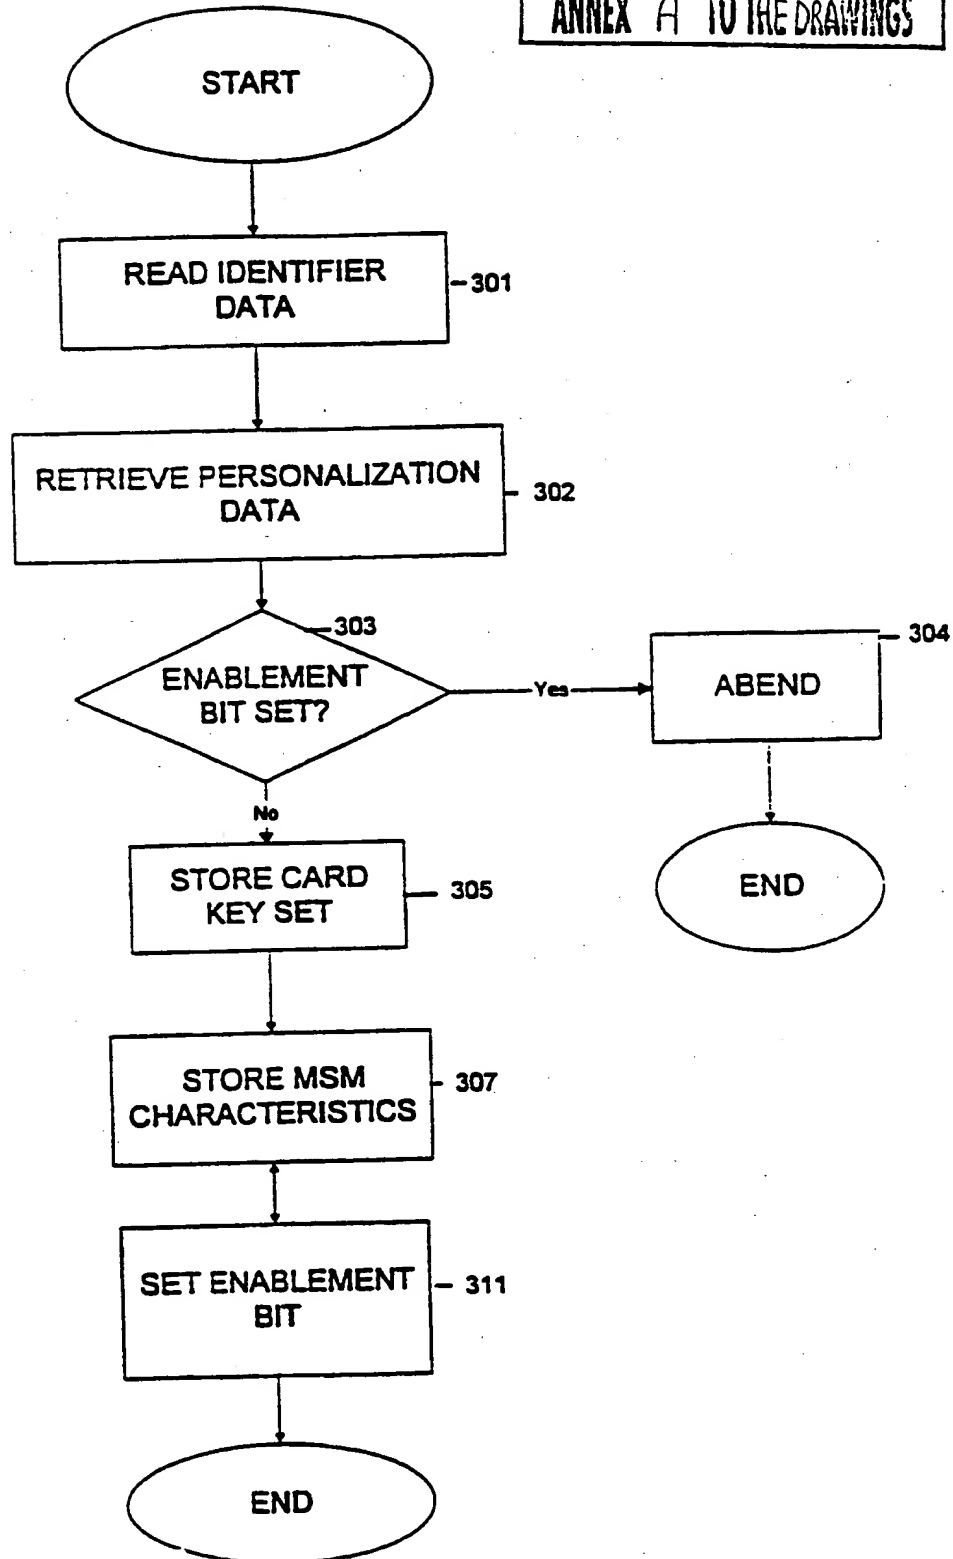 ANNEX A TO THE DRAWINGS
START
READ IDENTIFIER
DATA
301
RETRIEVE PERSONALIZATION
DATA
302
303
ENABLEMENT
BIT SET?
Yes
304
ABEND
No
END
STORE CARD
KEY SET
305
STORE MSM
CHARACTERISTICS
307
SET ENABLEMENT
BIT
311
END